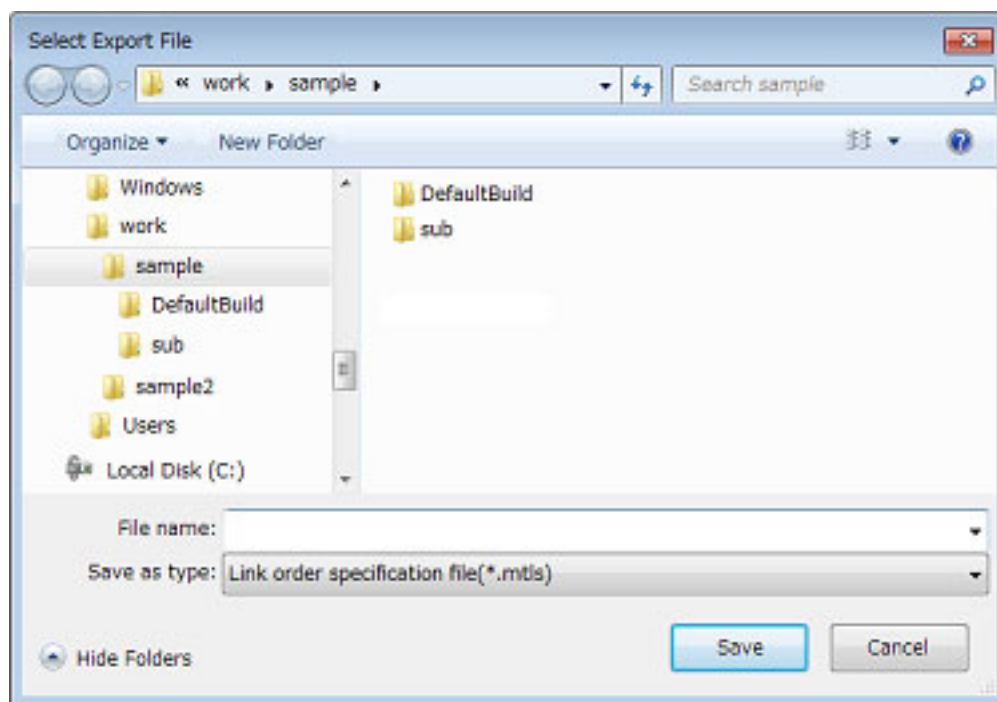 Select Export File
« work ▸ sample ▸ Search sample
Organize ▾ New Folder
Windows
work
sample
DefaultBuild
sub
sample2
Users
Local Disk (C:)
DefaultBuild
sub
File name:
Save as type: Link order specification file(*.mtls)
Hide Folders Save Cancel